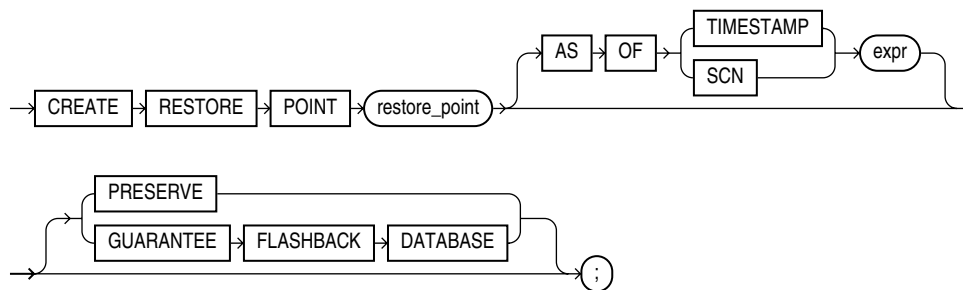 TIMESTAMP
AS OF expr
SCN
CREATE RESTORE POINT restore_point
PRESERVE
GUARANTEE FLASHBACK DATABASE
;